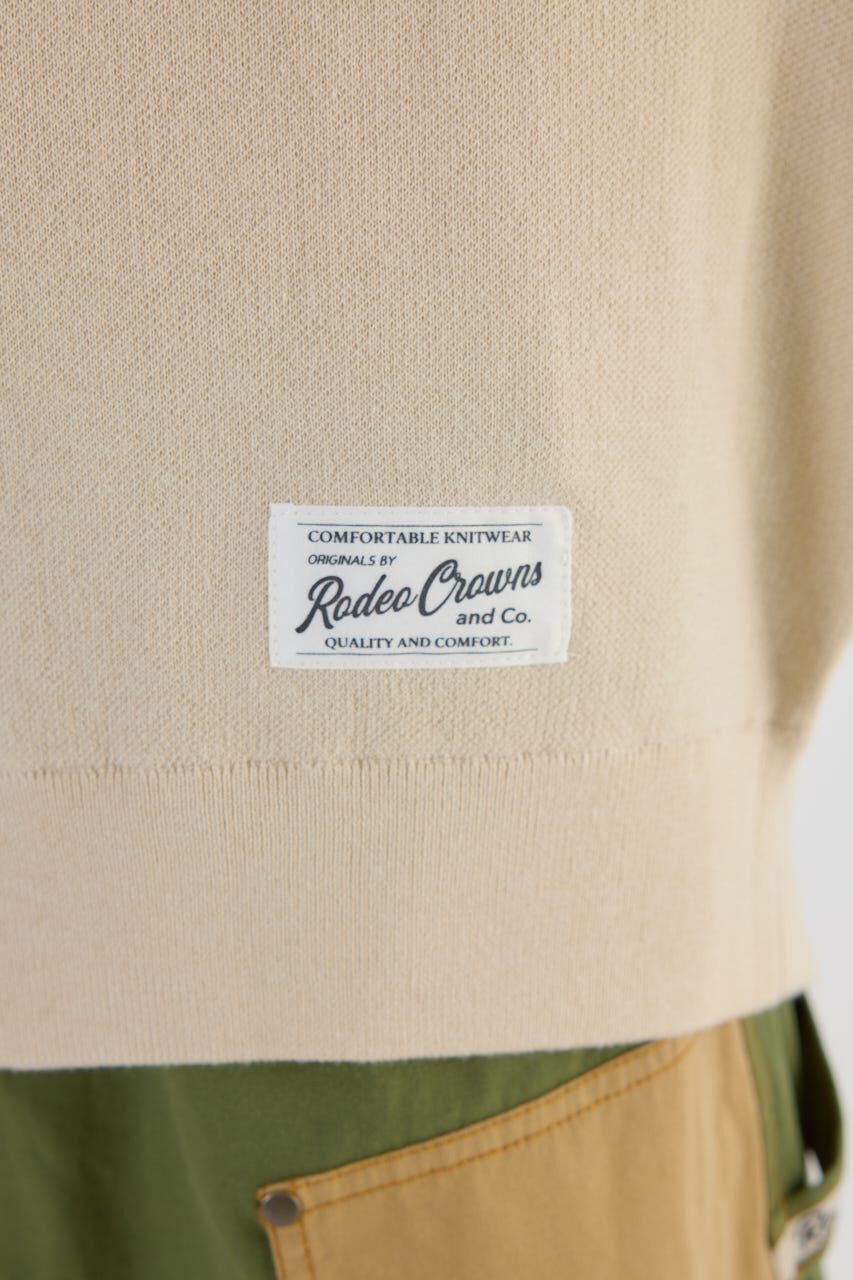 COMFORTABLE KNITWEAR
ORIGINALS BY
Rodeo Crowns
and Co.
QUALITY AND COMFORT.